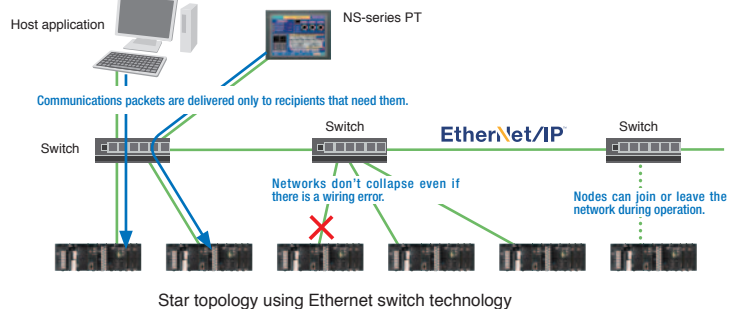 Host application
NS-series PT
Communications packets are delivered only to recipients that need them.
Switch
Switch
EtherNet/IP™
Switch
Networks don't collapse even if
there is a wiring error.
Nodes can join or leave the
network during operation.
Star topology using Ethernet switch technology